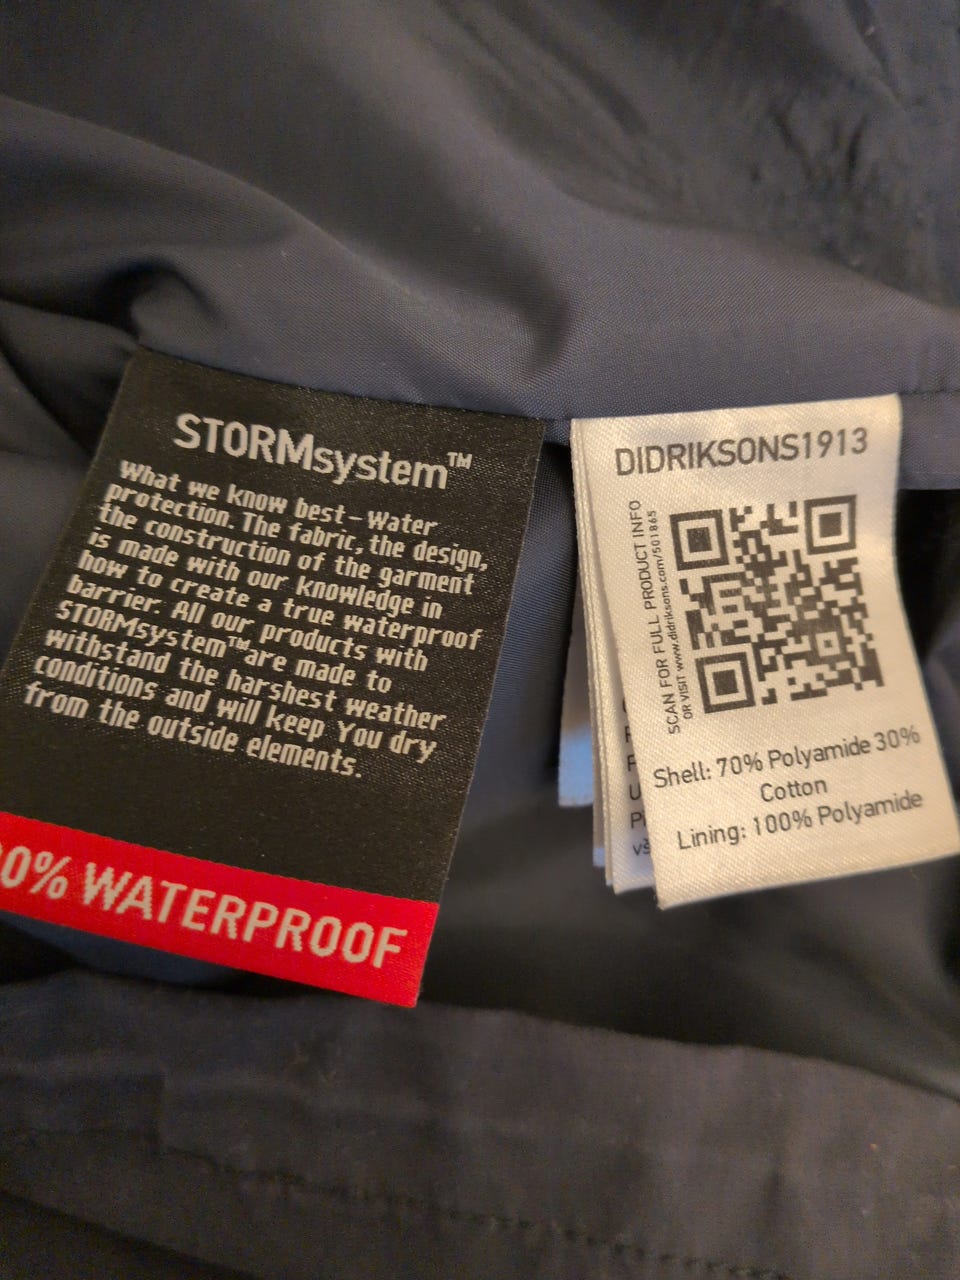 STORMsystem™
What we know best – Water
protection. The fabric, the design,
the construction of the garment
is made with our knowledge in
how to create a true waterproof
barrier. All our products with
STORMsystem™ are made to
withstand the harshest weather
conditions and will keep You dry
from the outside elements.
0% WATERPROOF
DIDRIKSONS1913
SCAN FOR FULL PRODUCT INFO
OR VISIT www.didriksons.com/501865
Shell: 70% Polyamide 30%
Cotton
Lining: 100% Polyamide